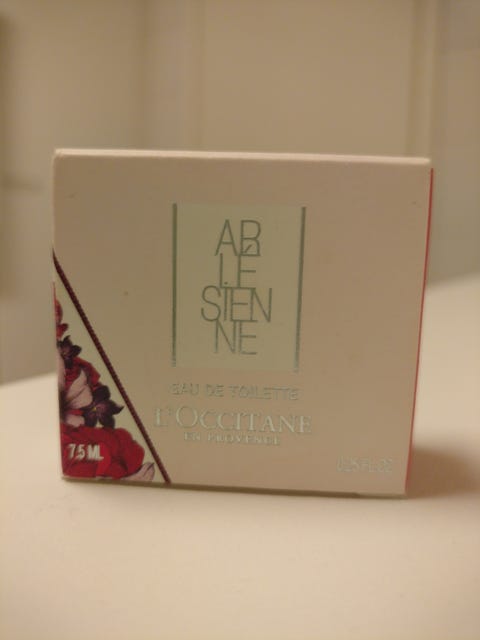 AR
LÉ
SIEN
NE
EAU DE TOILETTE
L'OCCITANE
EN PROVENCE
7.5 ML
0.25 FL.OZ